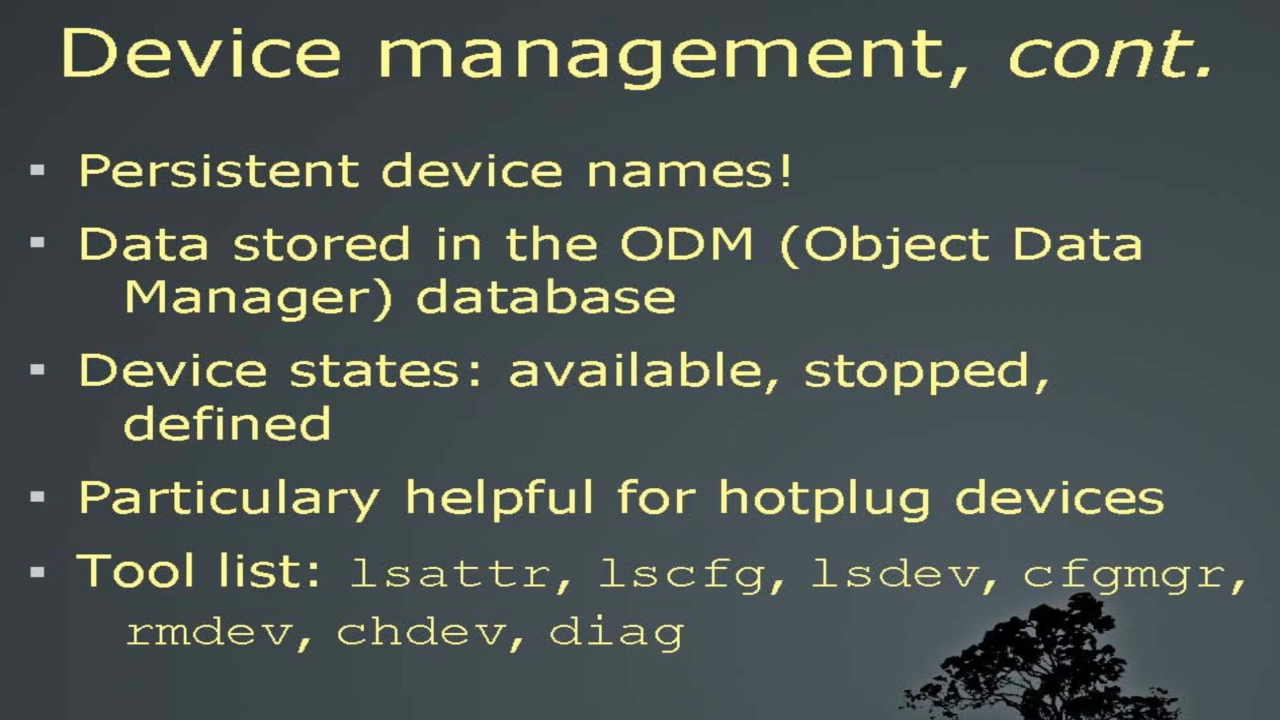 Device management, cont.
▪ Persistent device names!
▪ Data stored in the ODM (Object Data
Manager) database
▪ Device states: available, stopped,
defined
▪ Particulary helpful for hotplug devices
▪ Tool list: lsattr, lscfg, lsdev, cfgmgr,
rmdev, chdev, diag